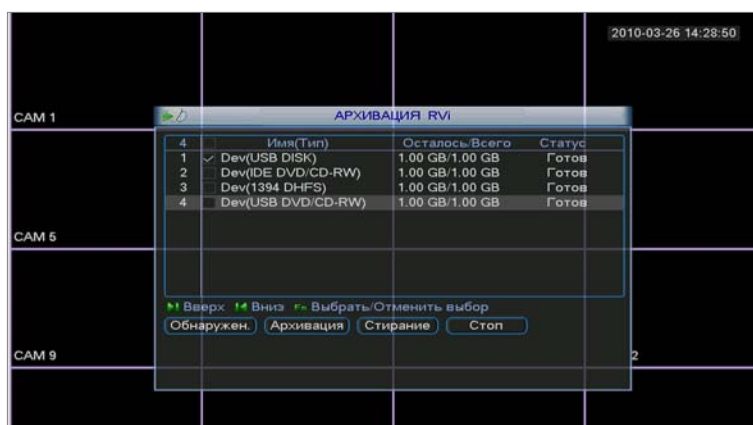 2010-03-26 14:28:50
CAM 1
АРХИВАЦИЯ RVi
4 Имя(Тип) Осталось/Всего Статус
1 Dev(USB DISK) 1.00 GB/1.00 GB Готов
2 Dev(IDE DVD/CD-RW) 1.00 GB/1.00 GB Готов
3 Dev(1394 DHFS) 1.00 GB/1.00 GB Готов
4 Dev(USB DVD/CD-RW) 1.00 GB/1.00 GB Готов
CAM 5
Вверх Вниз Fn Выбрать/Отменить выбор
Обнаружен. Архивация Стирание Стоп
CAM 9
2